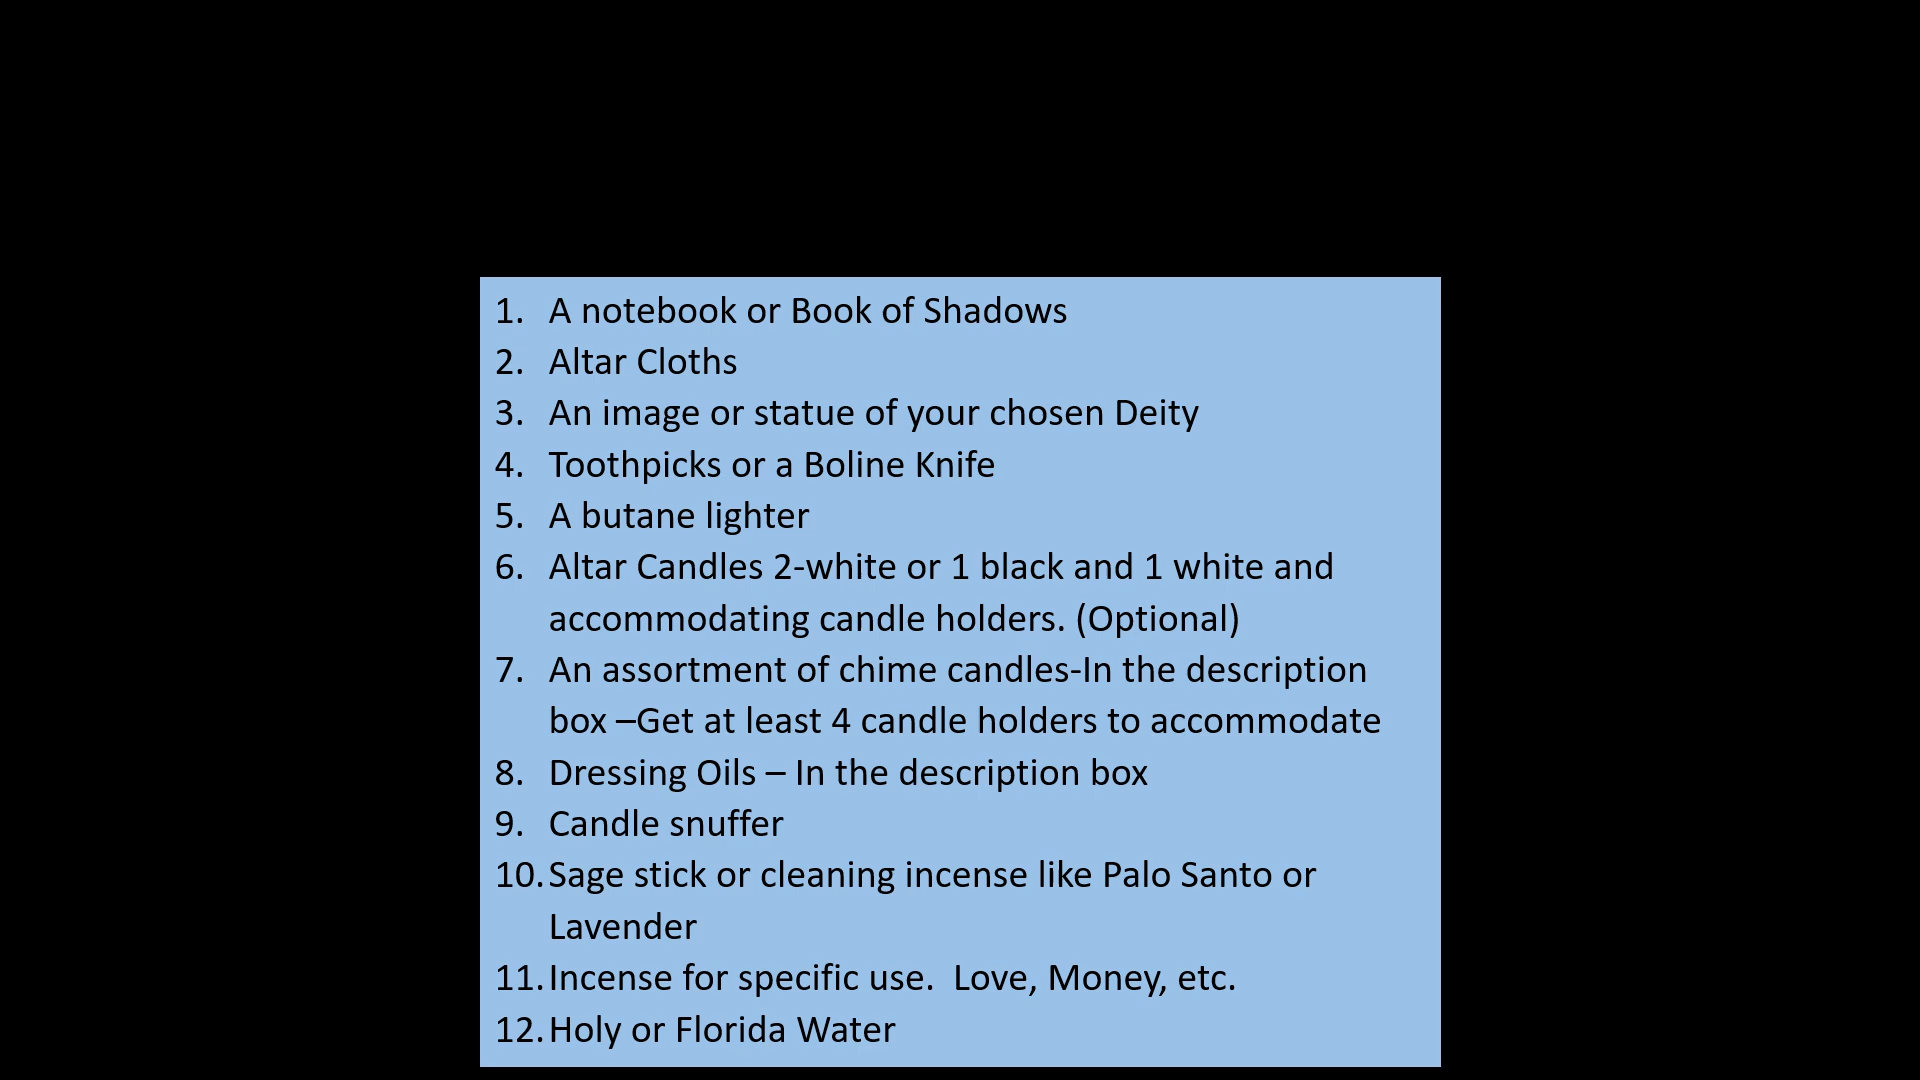 1. A notebook or Book of Shadows
2. Altar Cloths
3. An image or statue of your chosen Deity
4. Toothpicks or a Boline Knife
5. A butane lighter
6. Altar Candles 2-white or 1 black and 1 white and
accommodating candle holders. (Optional)
7. An assortment of chime candles-In the description
box –Get at least 4 candle holders to accommodate
8. Dressing Oils – In the description box
9. Candle snuffer
10. Sage stick or cleaning incense like Palo Santo or
Lavender
11. Incense for specific use.  Love, Money, etc.
12. Holy or Florida Water